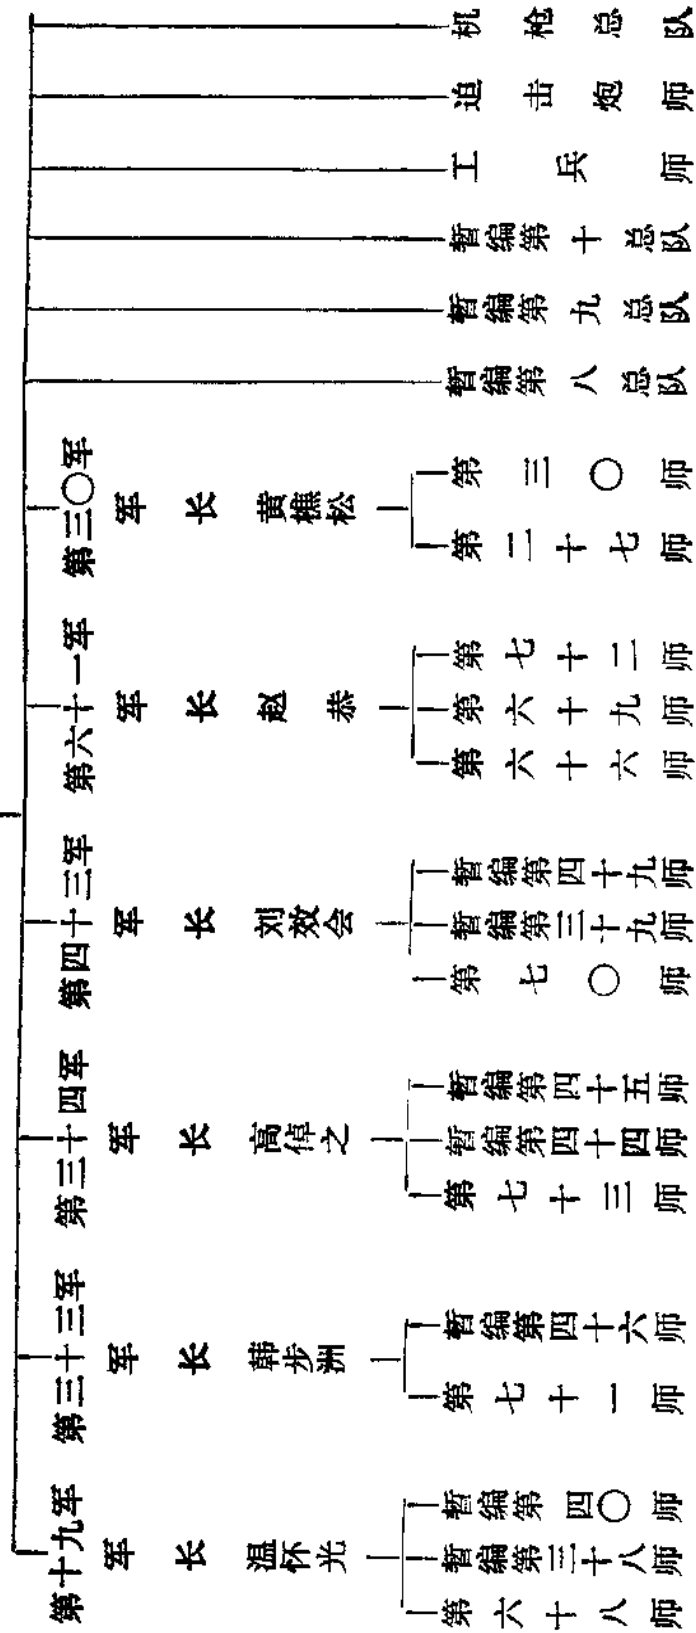 第十九军
军长 温怀光
第六十八师
暂编第三十八师
暂编第四〇师
第三十三军
军长 韩步洲
第七十一师
暂编第四十六师
第三十四军
军长 高倬之
第七十三师
暂编第四十四师
暂编第四十五师
第四十三军
军长 刘效会
第七〇师
暂编第三十九师
暂编第四十九师
第六十一军
军长 赵恭
第六十六师
第六十九师
第七十二师
第三〇军
军长 黄樵松
第二十七师
第三〇师
暂编第八总队
暂编第九总队
暂编第十总队
工兵师
迫击炮师
机枪总队